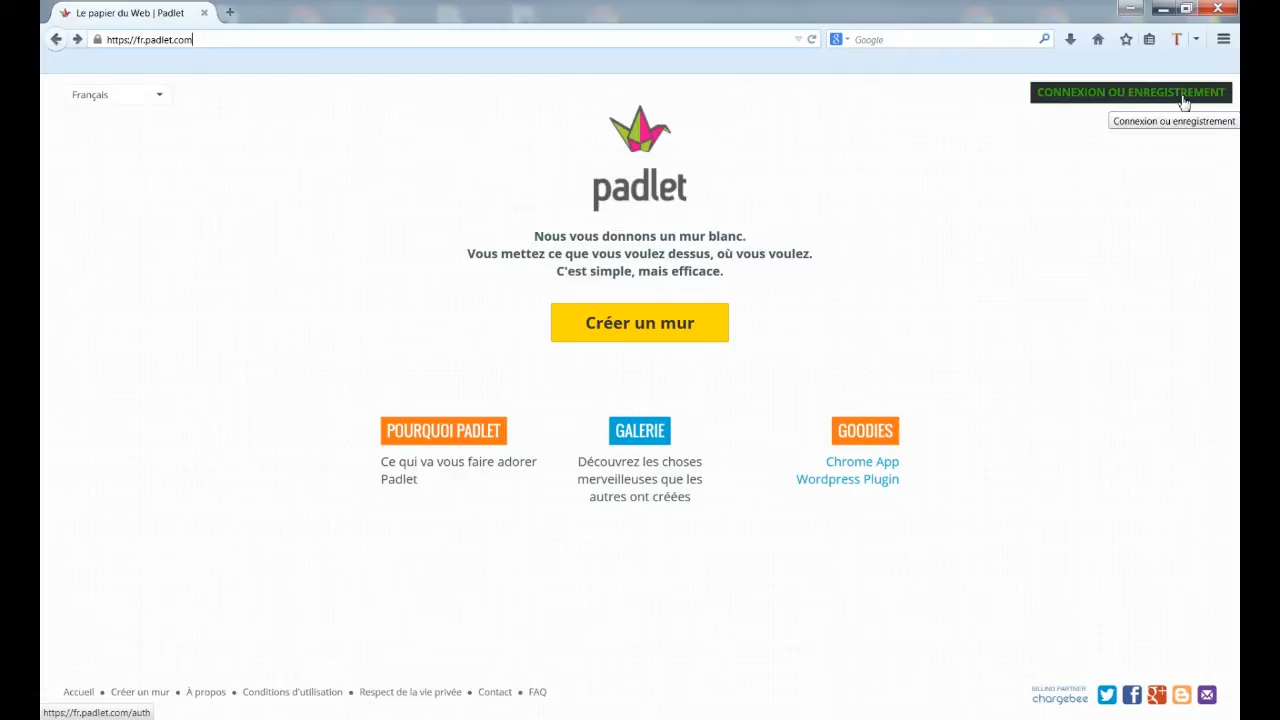 Le papier du Web | Padlet
https://fr.padlet.com
Google
Français
CONNEXION OU ENREGISTREMENT
Connexion ou enregistrement
padlet
Nous vous donnons un mur blanc.
Vous mettez ce que vous voulez dessus, où vous voulez.
C'est simple, mais efficace.
Créer un mur
POURQUOI PADLET
Ce qui va vous faire adorer
Padlet
GALERIE
Découvrez les choses
merveilleuses que les
autres ont créées
GOODIES
Chrome App
Wordpress Plugin
Accueil • Créer un mur • À propos • Conditions d'utilisation • Respect de la vie privée • Contact • FAQ
BILLING PARTNER
chargebee
https://fr.padlet.com/auth